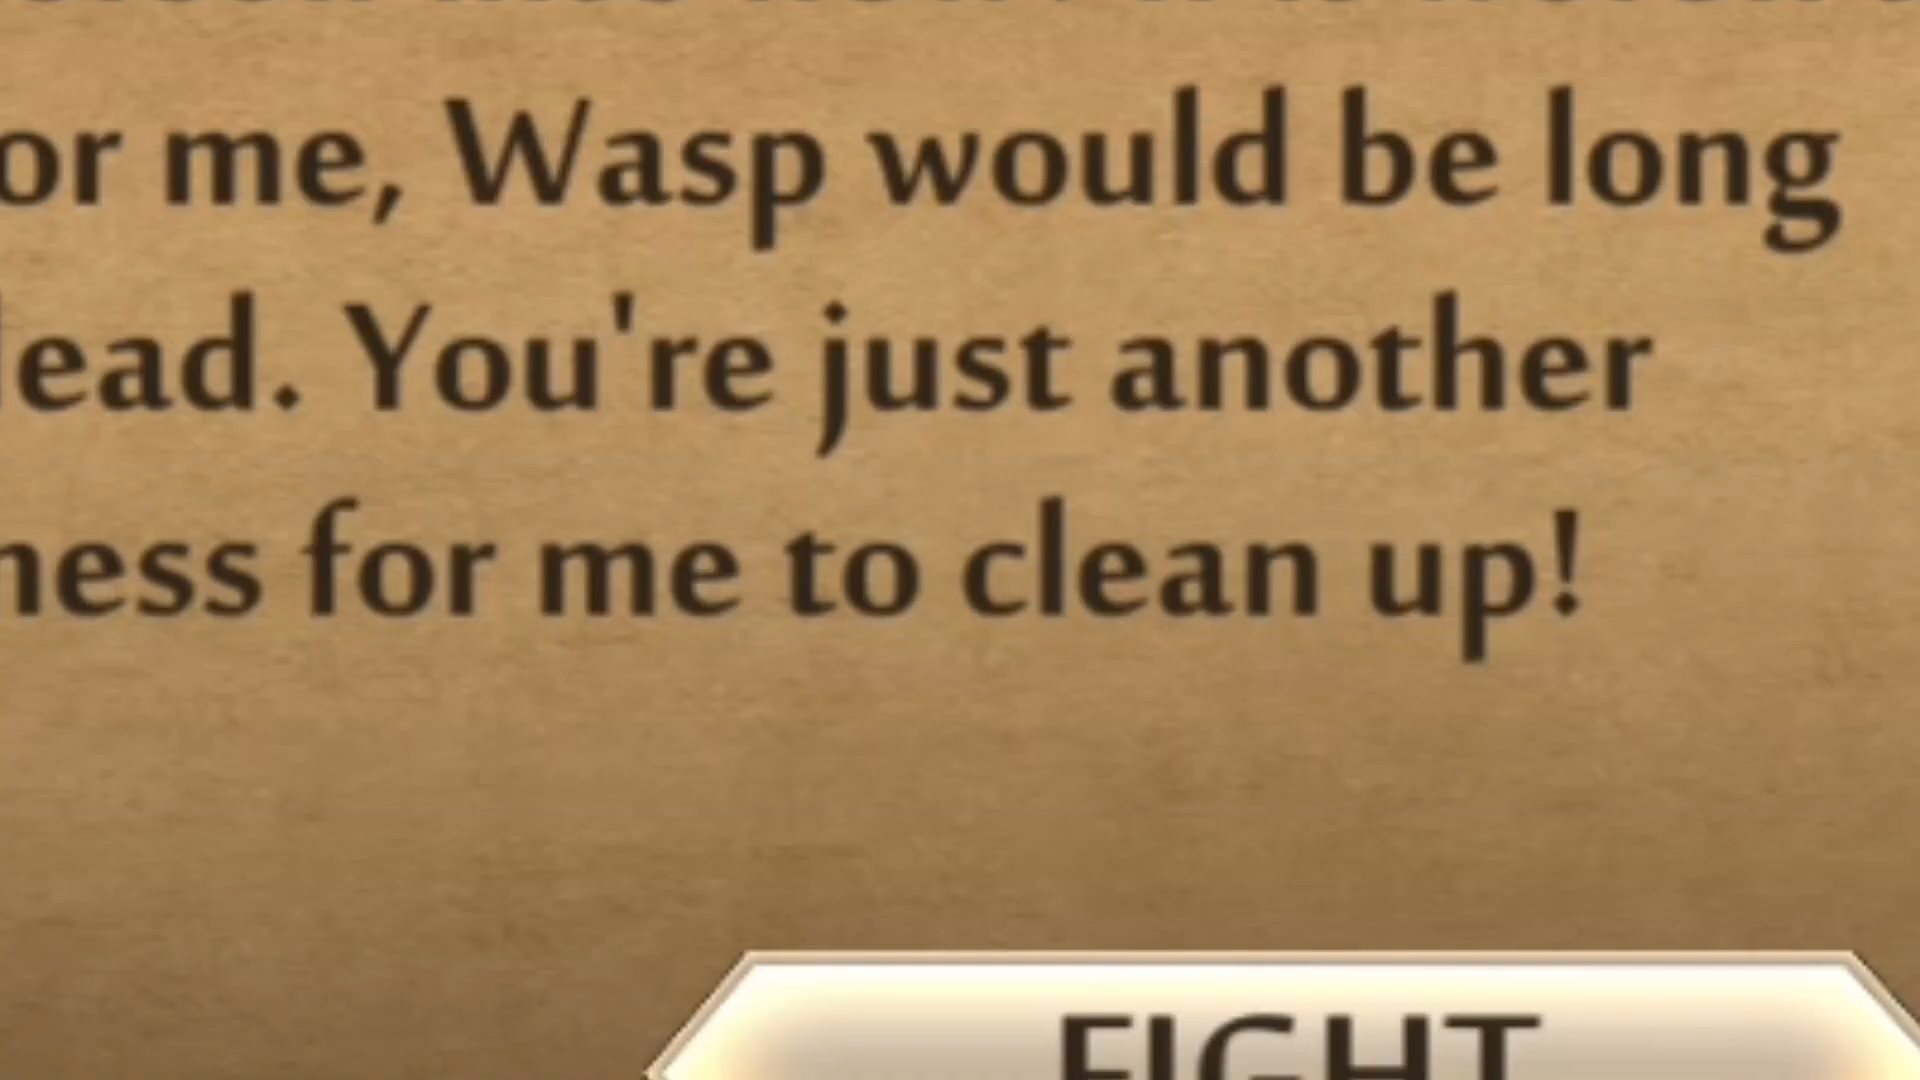 or me, Wasp would be long
lead. You're just another
ness for me to clean up!
FIGHT